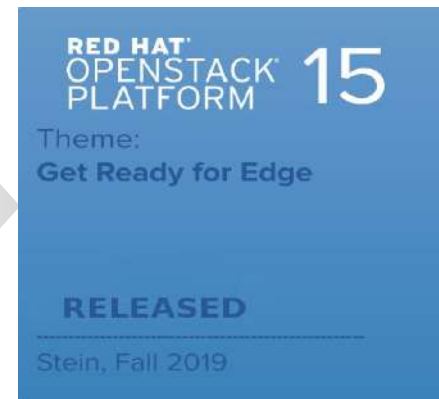 RED HAT®
OPENSTACK® 15
PLATFORM
Theme:
Get Ready for Edge
RELEASED
Stein, Fall 2019